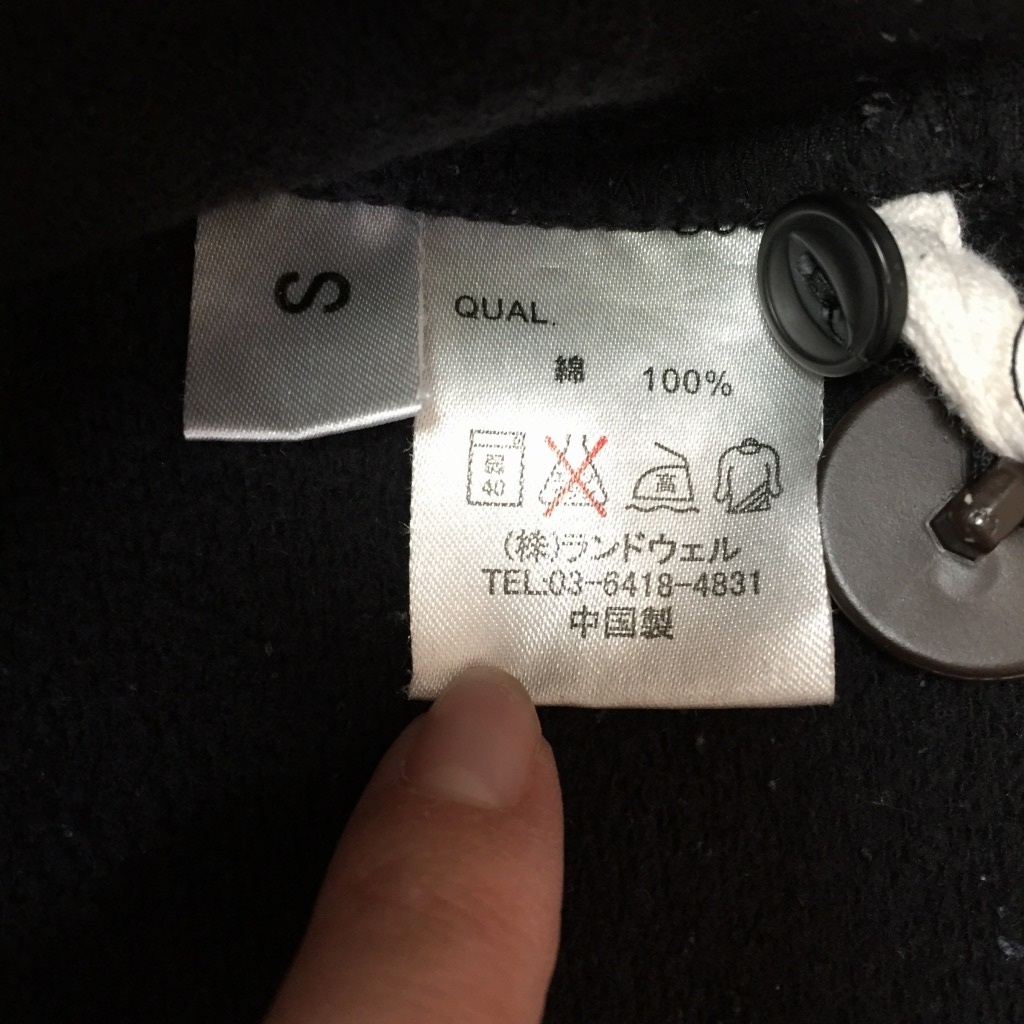 S
QUAL.
綿 100%
弱
40
高
(株)ランドウェル
TEL:03-6418-4831
中国製